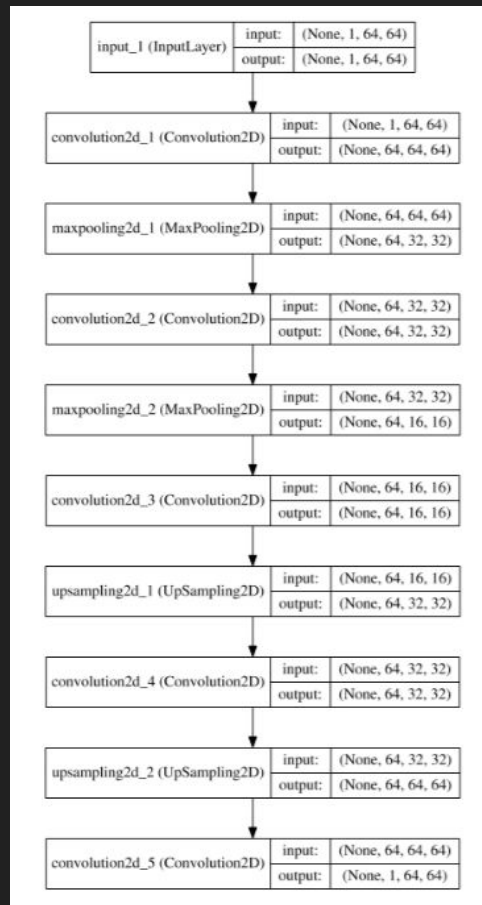 input_1 (InputLayer)
input: (None, 1, 64, 64)
output: (None, 1, 64, 64)
convolution2d_1 (Convolution2D)
input: (None, 1, 64, 64)
output: (None, 64, 64, 64)
maxpooling2d_1 (MaxPooling2D)
input: (None, 64, 64, 64)
output: (None, 64, 32, 32)
convolution2d_2 (Convolution2D)
input: (None, 64, 32, 32)
output: (None, 64, 32, 32)
maxpooling2d_2 (MaxPooling2D)
input: (None, 64, 32, 32)
output: (None, 64, 16, 16)
convolution2d_3 (Convolution2D)
input: (None, 64, 16, 16)
output: (None, 64, 16, 16)
upsampling2d_1 (UpSampling2D)
input: (None, 64, 16, 16)
output: (None, 64, 32, 32)
convolution2d_4 (Convolution2D)
input: (None, 64, 32, 32)
output: (None, 64, 32, 32)
upsampling2d_2 (UpSampling2D)
input: (None, 64, 32, 32)
output: (None, 64, 64, 64)
convolution2d_5 (Convolution2D)
input: (None, 64, 64, 64)
output: (None, 1, 64, 64)